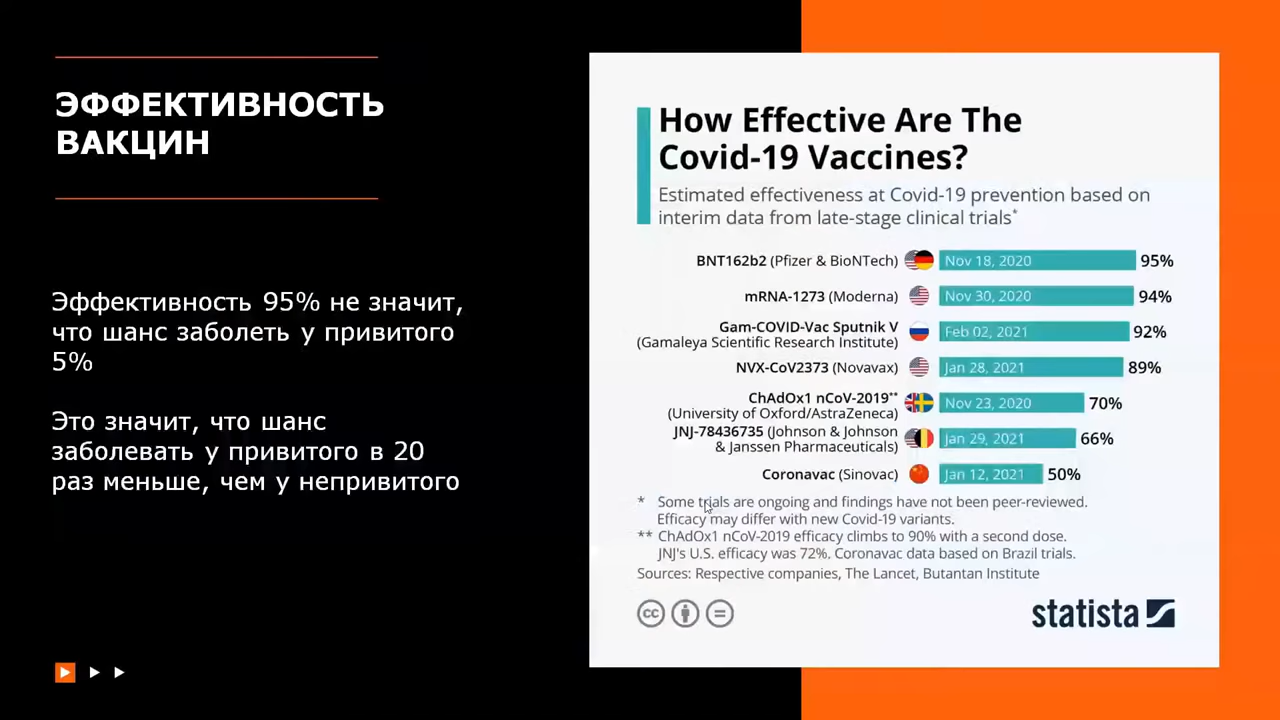 ЭФФЕКТИВНОСТЬ
ВАКЦИН
Эффективность 95% не значит,
что шанс заболеть у привитого
5%
Это значит, что шанс
заболевать у привитого в 20
раз меньше, чем у непривитого
How Effective Are The
Covid-19 Vaccines?
Estimated effectiveness at Covid-19 prevention based on
interim data from late-stage clinical trials*
BNT162b2 (Pfizer & BioNTech) Nov 18, 2020 95%
mRNA-1273 (Moderna) Nov 30, 2020 94%
Gam-COVID-Vac Sputnik V
(Gamaleya Scientific Research Institute) Feb 02, 2021 92%
NVX-CoV2373 (Novavax) Jan 28, 2021 89%
ChAdOx1 nCoV-2019**
(University of Oxford/AstraZeneca) Nov 23, 2020 70%
JNJ-78436735 (Johnson & Johnson
& Janssen Pharmaceuticals) Jan 29, 2021 66%
Coronavac (Sinovac) Jan 12, 2021 50%
* Some trials are ongoing and findings have not been peer-reviewed.
Efficacy may differ with new Covid-19 variants.
** ChAdOx1 nCoV-2019 efficacy climbs to 90% with a second dose.
JNJ's U.S. efficacy was 72%. Coronavac data based on Brazil trials.
Sources: Respective companies, The Lancet, Butantan Institute
cc
statista